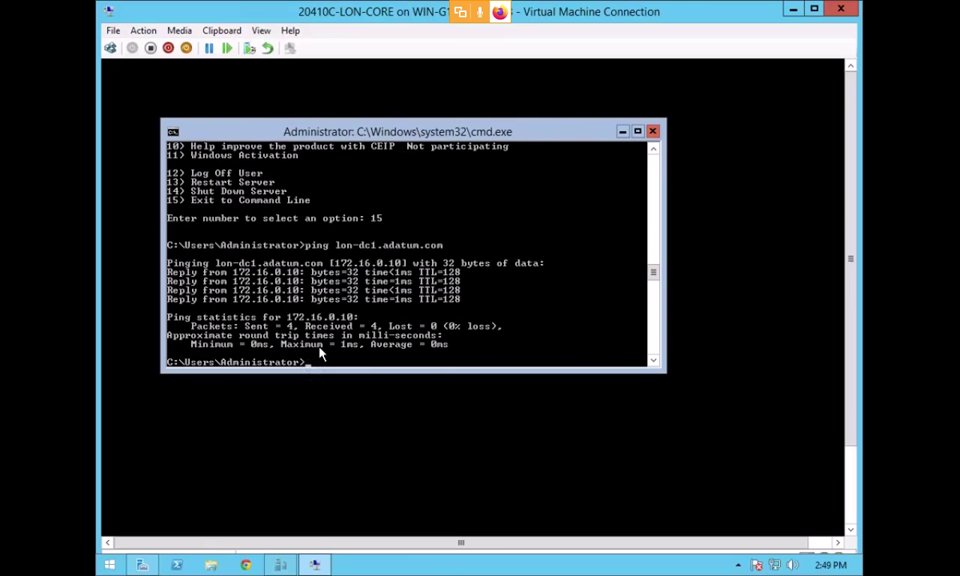 20410C-LON-CORE on WIN-G
- Virtual Machine Connection
File Action Media Clipboard View Help
Administrator: C:\Windows\system32\cmd.exe
10) Help improve the product with CEIP Not participating
11) Windows Activation
12) Log Off User
13) Restart Server
14) Shut Down Server
15) Exit to Command Line
Enter number to select an option: 15
C:\Users\Administrator>ping lon-dc1.adatum.com
Pinging lon-dc1.adatum.com [172.16.0.10] with 32 bytes of data:
Reply from 172.16.0.10: bytes=32 time<1ms TTL=128
Reply from 172.16.0.10: bytes=32 time=1ms TTL=128
Reply from 172.16.0.10: bytes=32 time<1ms TTL=128
Reply from 172.16.0.10: bytes=32 time=1ms TTL=128
Ping statistics for 172.16.0.10:
Packets: Sent = 4, Received = 4, Lost = 0 (0% loss),
Approximate round trip times in milli-seconds:
Minimum = 0ms, Maximum = 1ms, Average = 0ms
C:\Users\Administrator>_
2:49 PM